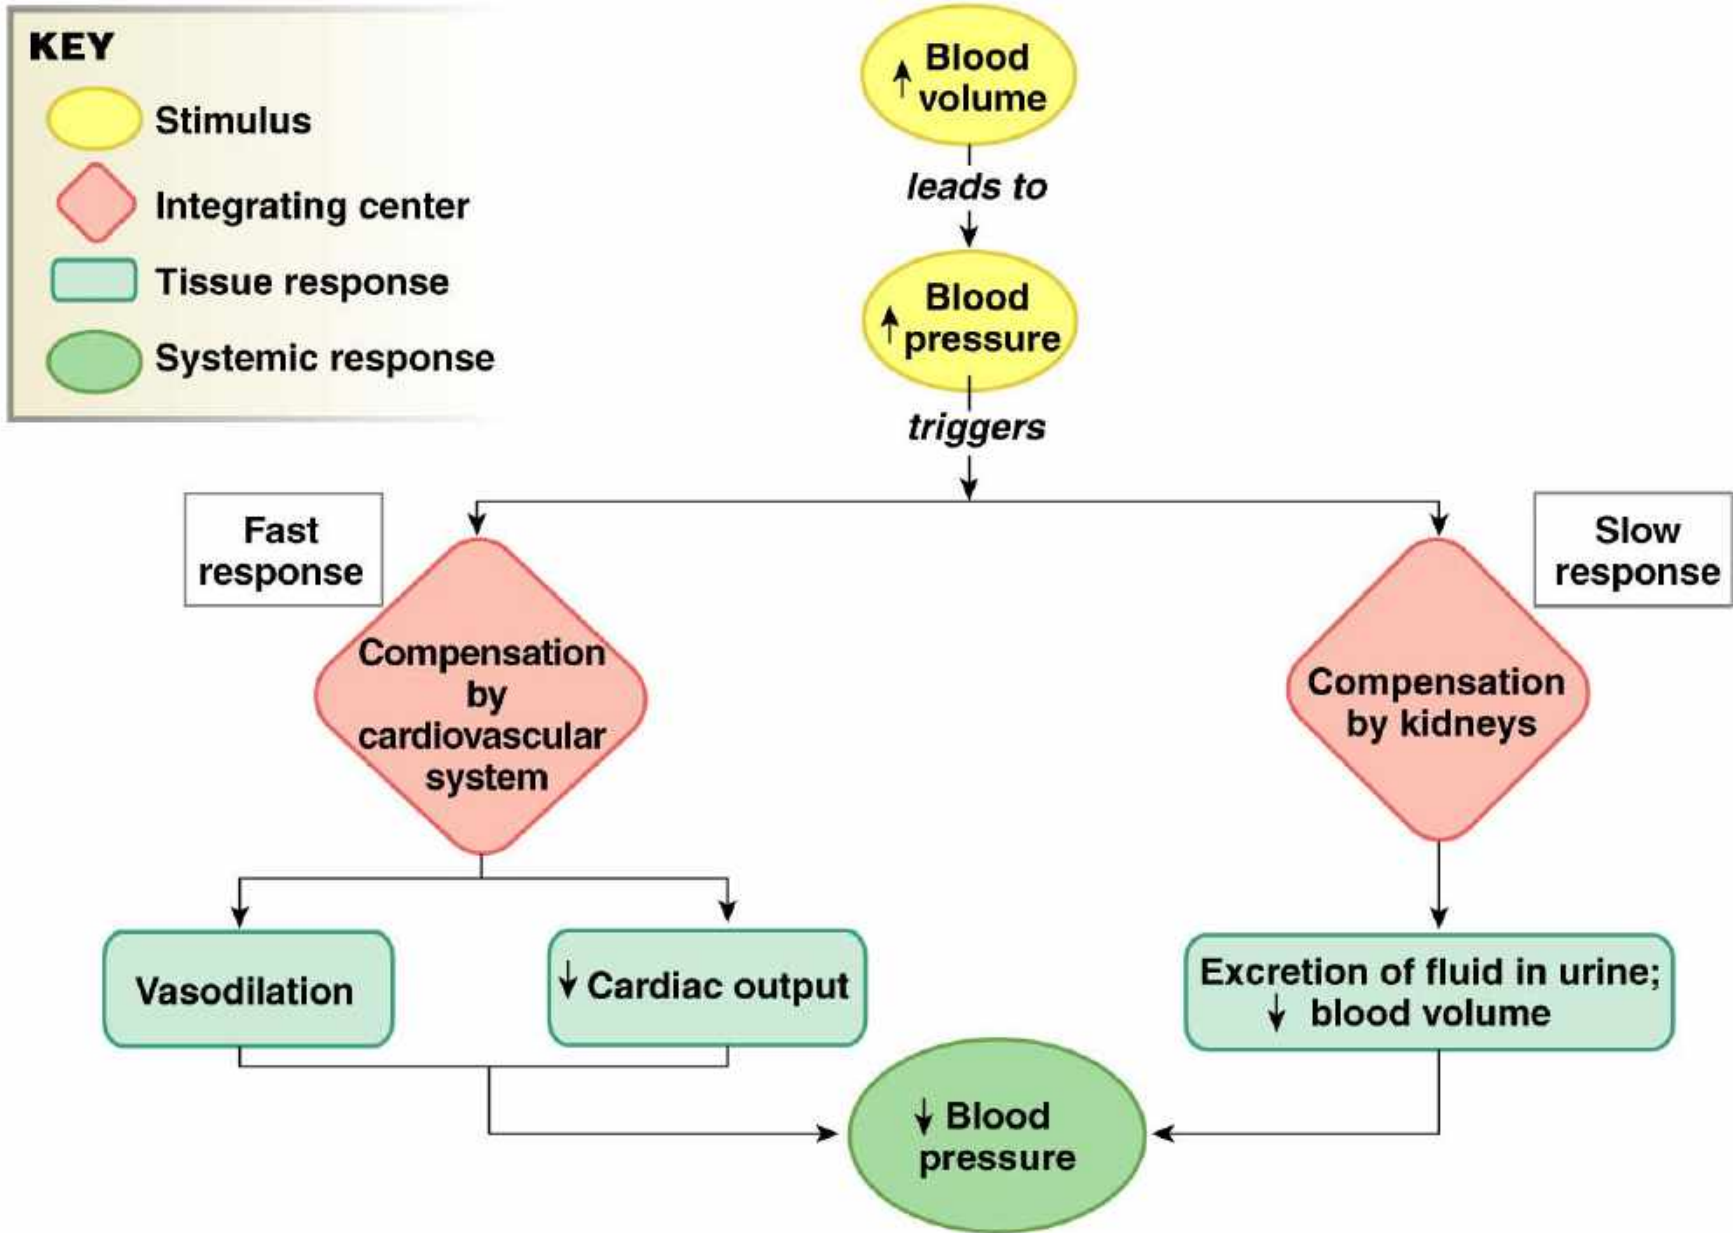 KEY
Stimulus
Integrating center
Tissue response
Systemic response
↑ Blood
volume
leads to
↑ Blood
pressure
triggers
Fast
response
Slow
response
Compensation
by
cardiovascular
system
Compensation
by kidneys
Vasodilation
↓ Cardiac output
Excretion of fluid in urine;
↓ blood volume
↓ Blood
pressure